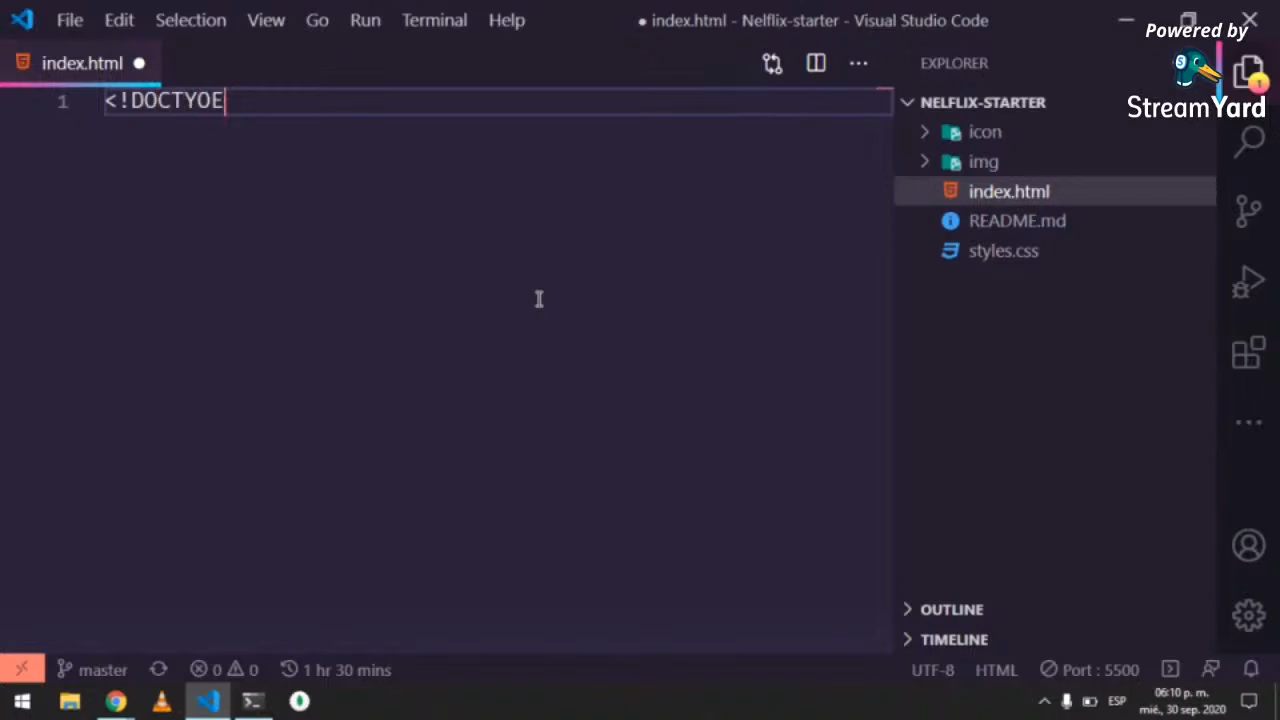 File Edit Selection View Go Run Terminal Help
● index.html - Nelflix-starter - Visual Studio Code
Powered by
StreamYard
index.html
EXPLORER
1
1 <!DOCTYOE
NELFLIX-STARTER
icon
img
index.html
README.md
styles.css
OUTLINE
TIMELINE
master 0 0 1 hr 30 mins
UTF-8 HTML Port : 5500
ESP
06:10 p. m.
mié., 30 sep. 2020